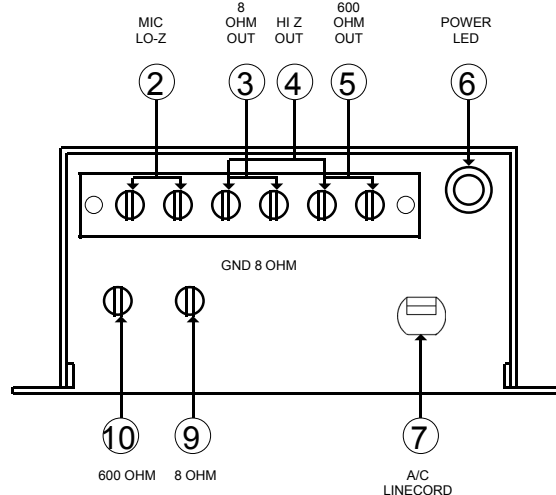 MIC
LO-Z
8
OHM
OUT
HI Z
OUT
600
OHM
OUT
POWER
LED
2
3
4
5
6
GND 8 OHM
10
9
7
600 OHM
8 OHM
A/C
LINECORD